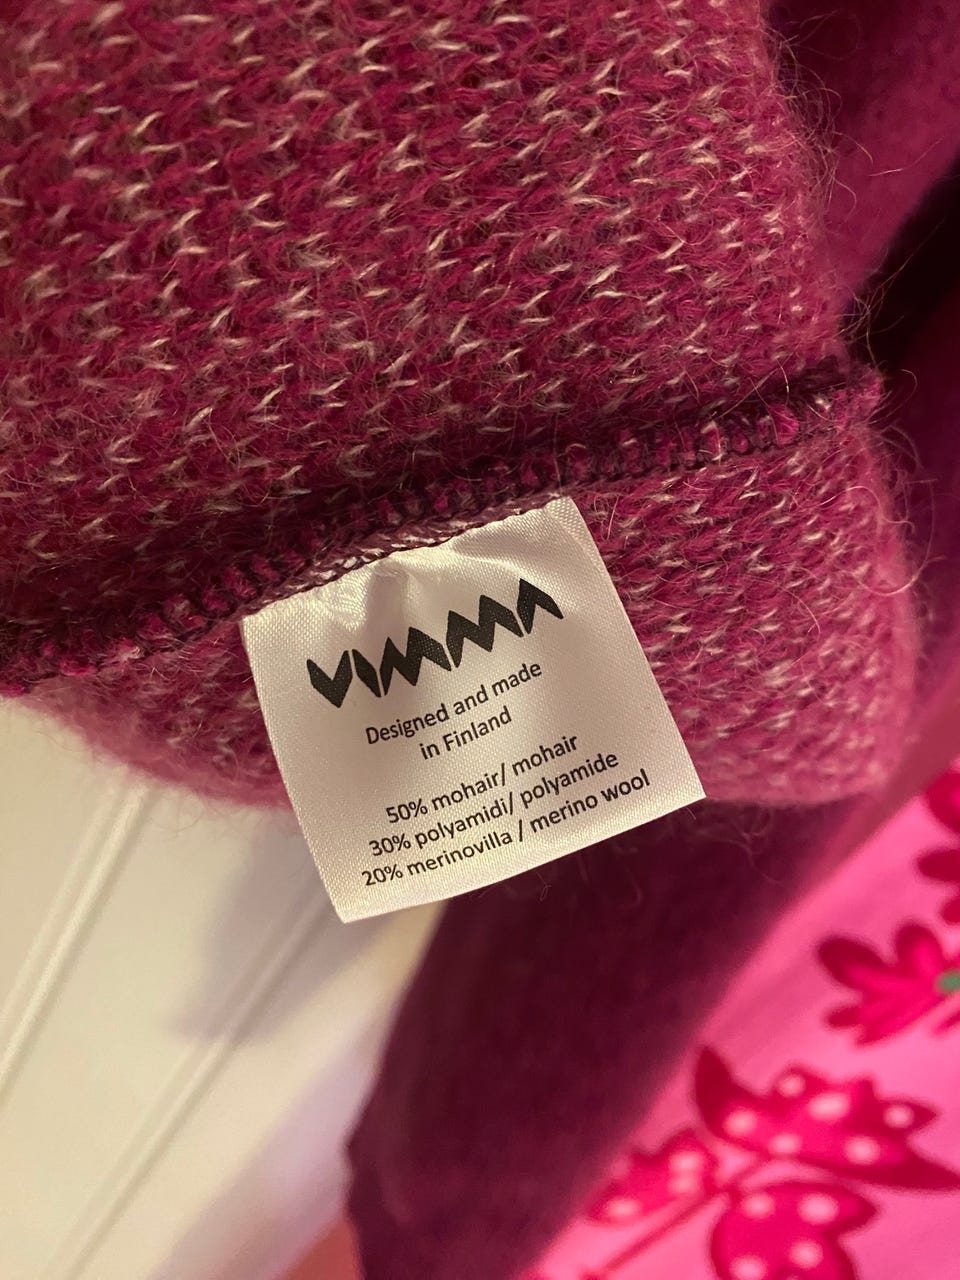 VIMMA
Designed and made
in Finland
50% mohair/ mohair
30% polyamidi/ polyamide
20% merinovilla / merino wool